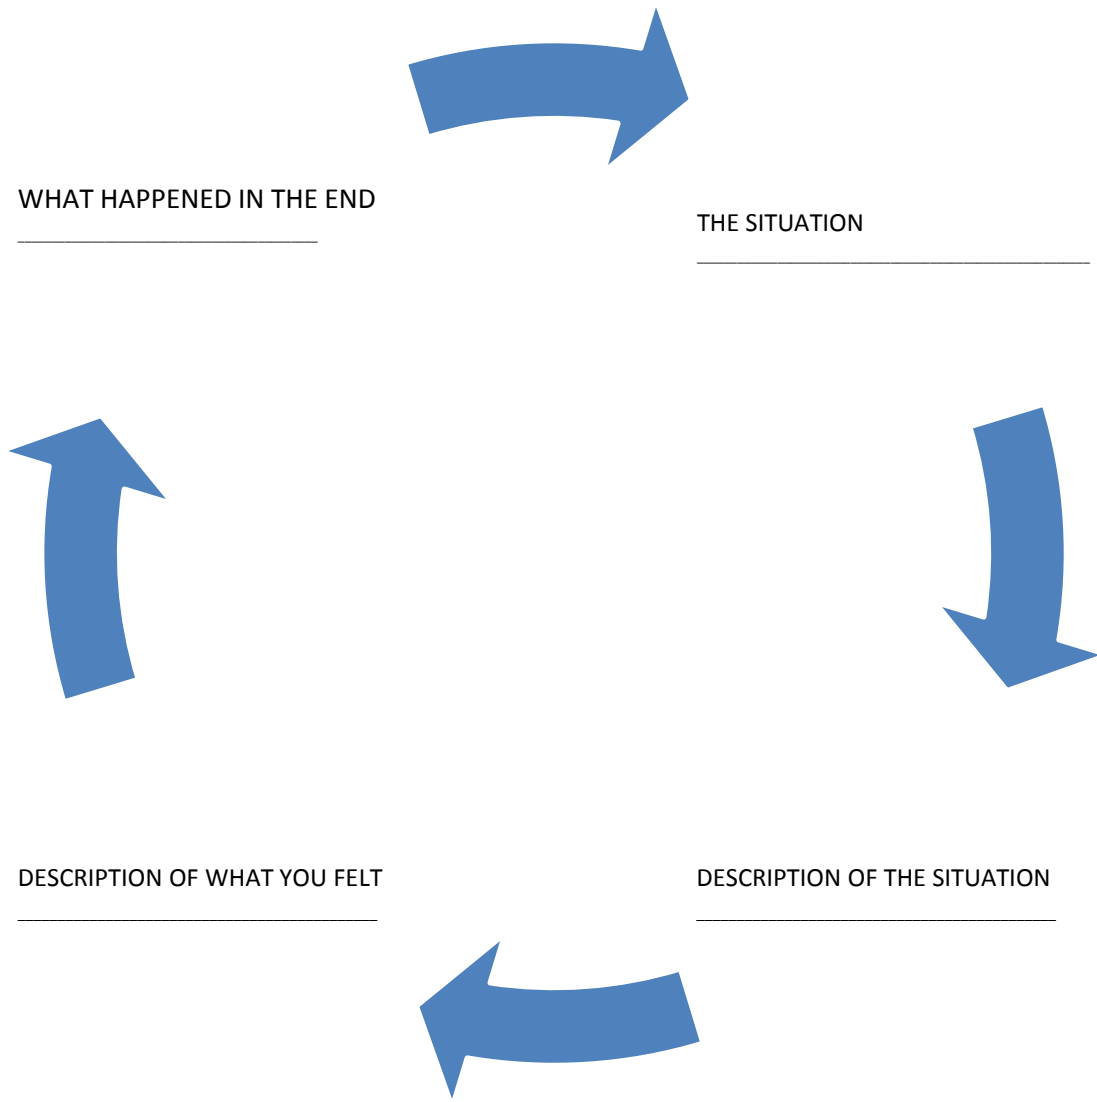 WHAT HAPPENED IN THE END
THE SITUATION
DESCRIPTION OF WHAT YOU FELT
DESCRIPTION OF THE SITUATION